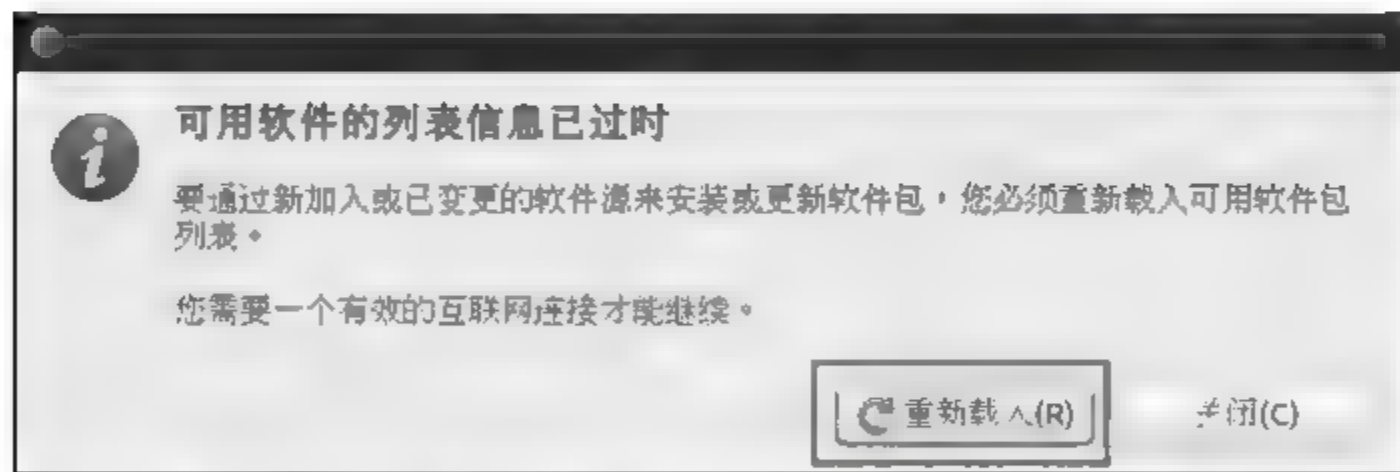 可用软件的列表信息已过时
要通过新加入或已变更的软件源来安装或更新软件包，您必须重新载入可用软件包
列表。
您需要一个有效的互联网连接才能继续。
重新载入(R)
关闭(C)